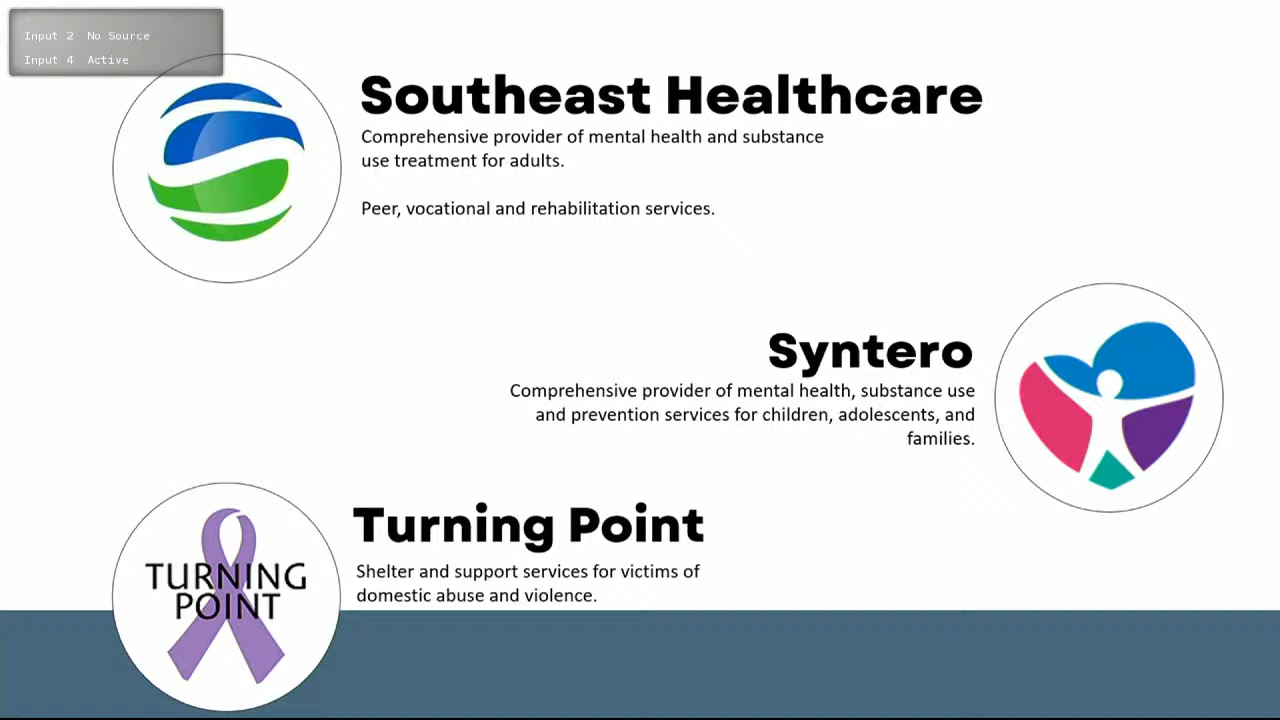 Input 2 No Source
Input 4 Active
Southeast Healthcare
Comprehensive provider of mental health and substance
use treatment for adults.
Peer, vocational and rehabilitation services.
Syntero
Comprehensive provider of mental health, substance use
and prevention services for children, adolescents, and
families.
Turning Point
Shelter and support services for victims of
domestic abuse and violence.
TURNING
POINT